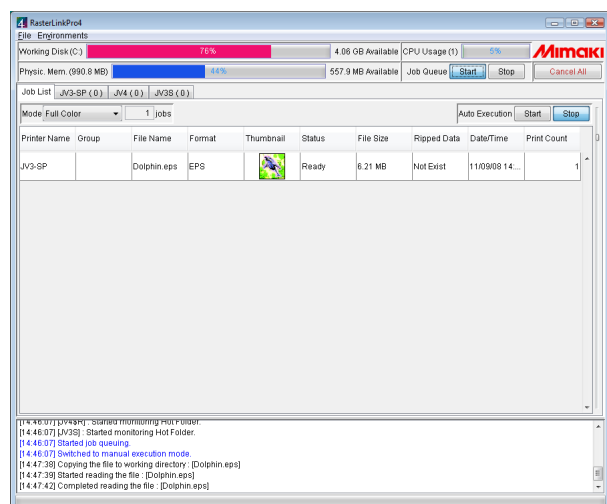 RasterLinkPro4
File Environments
Working Disk(C:) 76% 4.06 GB Available CPU Usage (1) 5% Mimaki
Physic. Mem. (990.8 MB) 44% 557.9 MB Available Job Queue Start Stop Cancel All
Job List JV3-SP ( 0 ) JV4 ( 0 ) JV3S ( 0 )
Mode Full Color 1 jobs Auto Execution Start Stop
Printer Name Group File Name Format Thumbnail Status File Size Ripped Data Date/Time Print Count
JV3-SP Dolphin.eps EPS Ready 6.21 MB Not Exist 11/09/08 14:... 1
Started monitoring Hot Folder.
[14:46:07] [JV3S] : Started monitoring Hot Folder.
[14:46:07] Started job queuing.
[14:46:07] Switched to manual execution mode.
[14:47:38] Copying the file to working directory : [Dolphin.eps]
[14:47:39] Started reading the file : [Dolphin.eps]
[14:47:42] Completed reading the file : [Dolphin.eps]